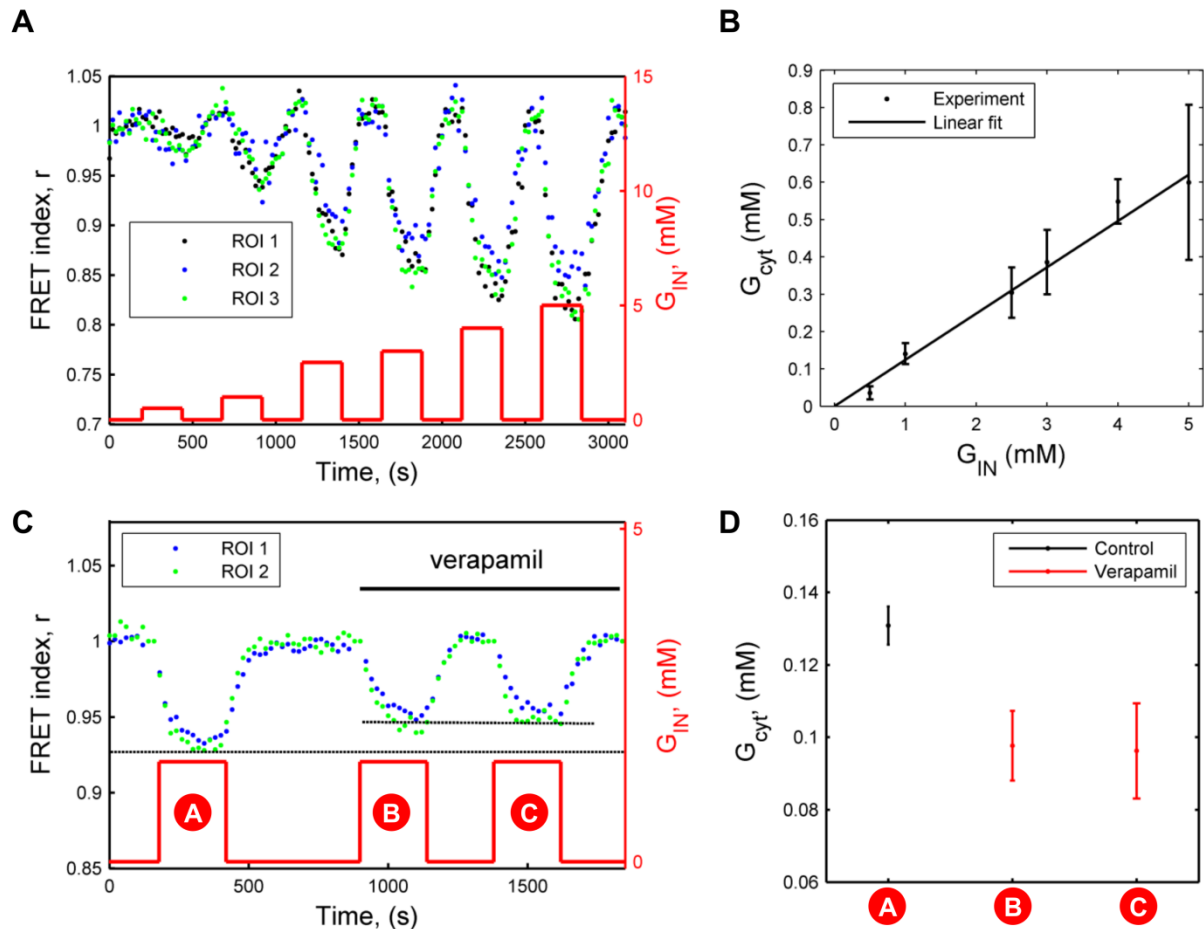 A
1.05
1
0.95
0.9
0.85
0.8
0.75
0.7
FRET index, r
ROI 1
ROI 2
ROI 3
15
10
5
0
G_IN, (mM)
0 500 1000 1500 2000 2500 3000
Time, (s)
B
0.9
0.8
0.7
0.6
0.5
0.4
0.3
0.2
0.1
0
G_cyt (mM)
Experiment
Linear fit
0 1 2 3 4 5
G_IN (mM)
C
1.05
1
0.95
0.9
0.85
FRET index, r
ROI 1
ROI 2
verapamil
5
0
G_IN, (mM)
A B C
0 500 1000 1500
Time, (s)
D
0.16
0.14
0.12
0.1
0.08
0.06
G_cyt, (mM)
Control
Verapamil
A B C